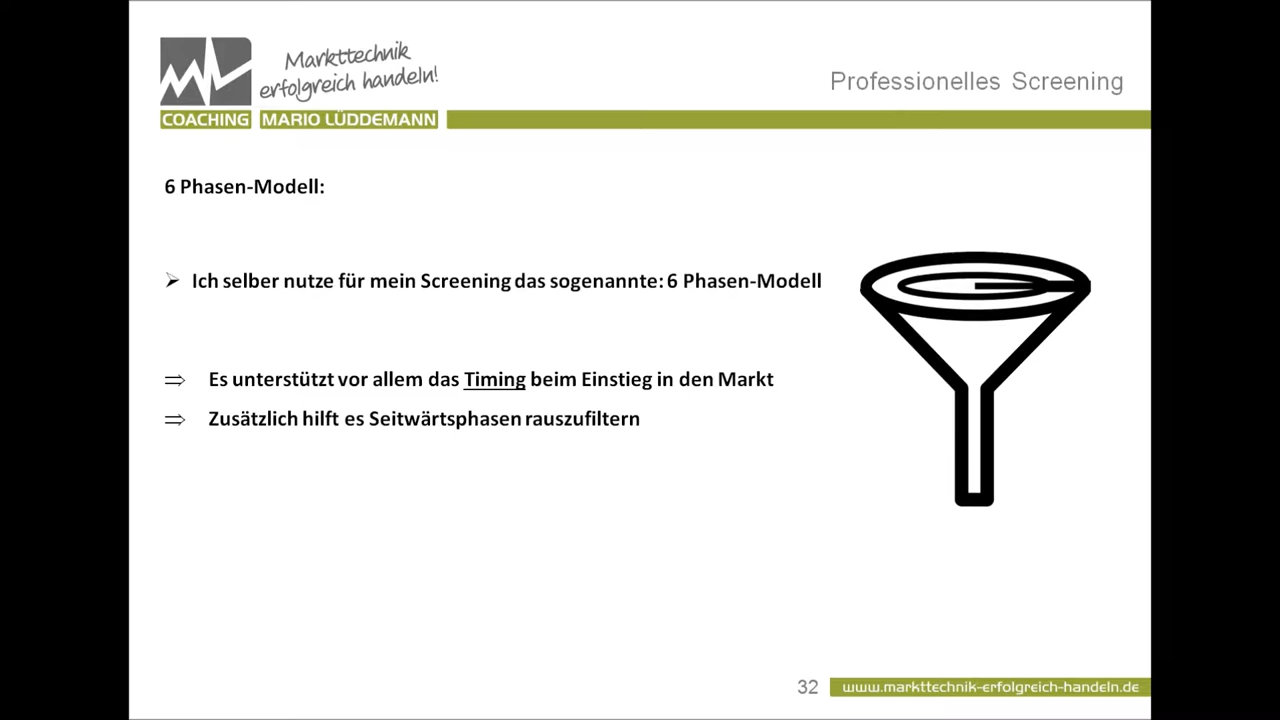 Markttechnik
erfolgreich handeln!
Professionelles Screening
COACHING MARIO LÜDDEMANN
6 Phasen-Modell:
Ich selber nutze für mein Screening das sogenannte: 6 Phasen-Modell
Es unterstützt vor allem das Timing beim Einstieg in den Markt
Zusätzlich hilft es Seitwärtsphasen rauszufiltern
32 www.markttechnik-erfolgreich-handeln.de